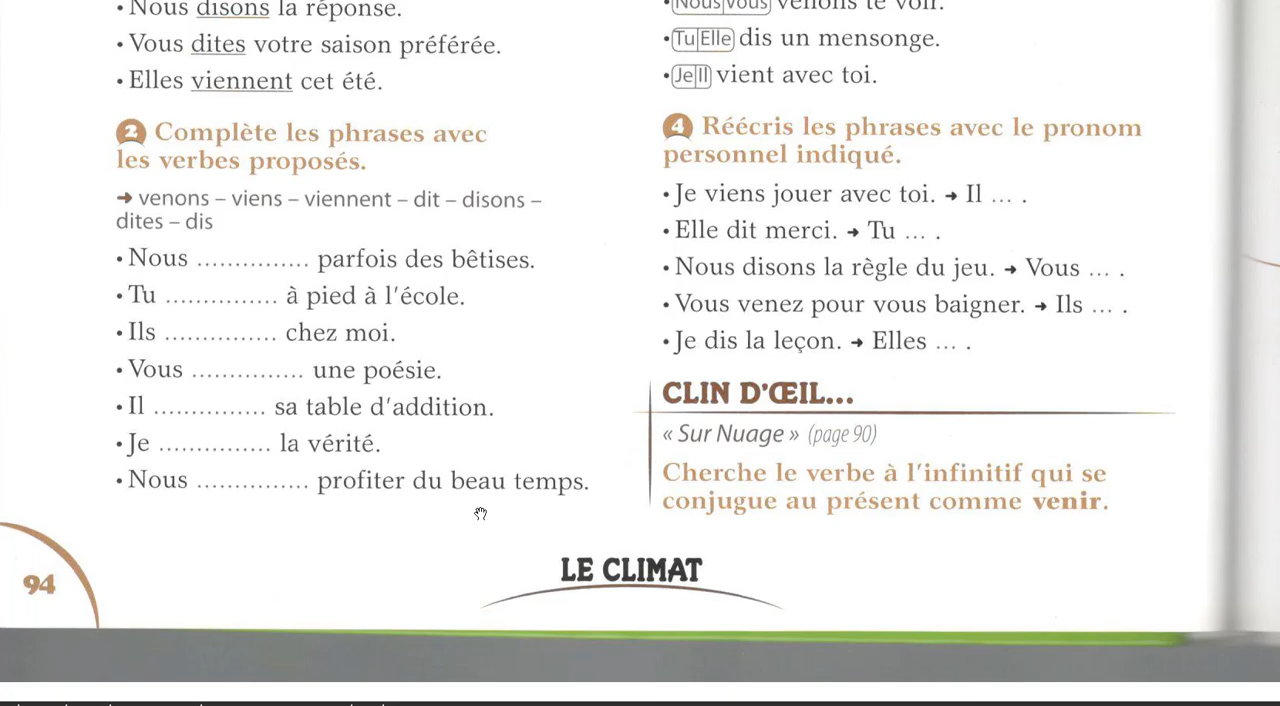 • Nous disons la réponse.
• Vous dites votre saison préférée.
• Elles viennent cet été.
2 Complète les phrases avec
les verbes proposés.
➜ venons – viens – viennent – dit – disons –
dites – dis
• Nous ............... parfois des bêtises.
• Tu ............... à pied à l'école.
• Ils ............... chez moi.
• Vous ............... une poésie.
• Il ............... sa table d'addition.
• Je ............... la vérité.
• Nous ............... profiter du beau temps.
• Nous|Vous venons te voir.
• Tu|Elle dis un mensonge.
• Je|Il vient avec toi.
4 Réécris les phrases avec le pronom
personnel indiqué.
• Je viens jouer avec toi. ➜ Il ... .
• Elle dit merci. ➜ Tu ... .
• Nous disons la règle du jeu. ➜ Vous ... .
• Vous venez pour vous baigner. ➜ Ils ... .
• Je dis la leçon. ➜ Elles ... .
CLIN D'ŒIL...
« Sur Nuage » (page 90)
Cherche le verbe à l'infinitif qui se
conjugue au présent comme venir.
94
LE CLIMAT